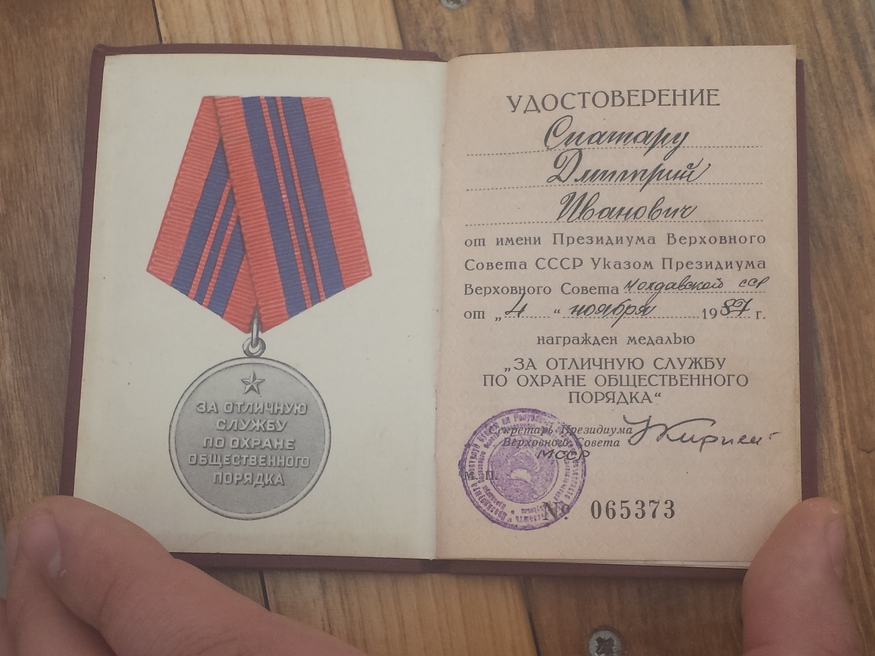 ЗА ОТЛИЧНУЮ
СЛУЖБУ
ПО ОХРАНЕ
ОБЩЕСТВЕННОГО
ПОРЯДКА
УДОСТОВЕРЕНИЕ
Спатару
Дмитрий
Иванович
от имени Президиума Верховного
Совета СССР Указом Президиума
Верховного Совета Молдавской ССР
от „4 “ ноября 1987 г.
награжден медалью
„ЗА ОТЛИЧНУЮ СЛУЖБУ
ПО ОХРАНЕ ОБЩЕСТВЕННОГО
ПОРЯДКА“
Секретарь Президиума
Верховного Совета
МССР
М. П.
№ 065373